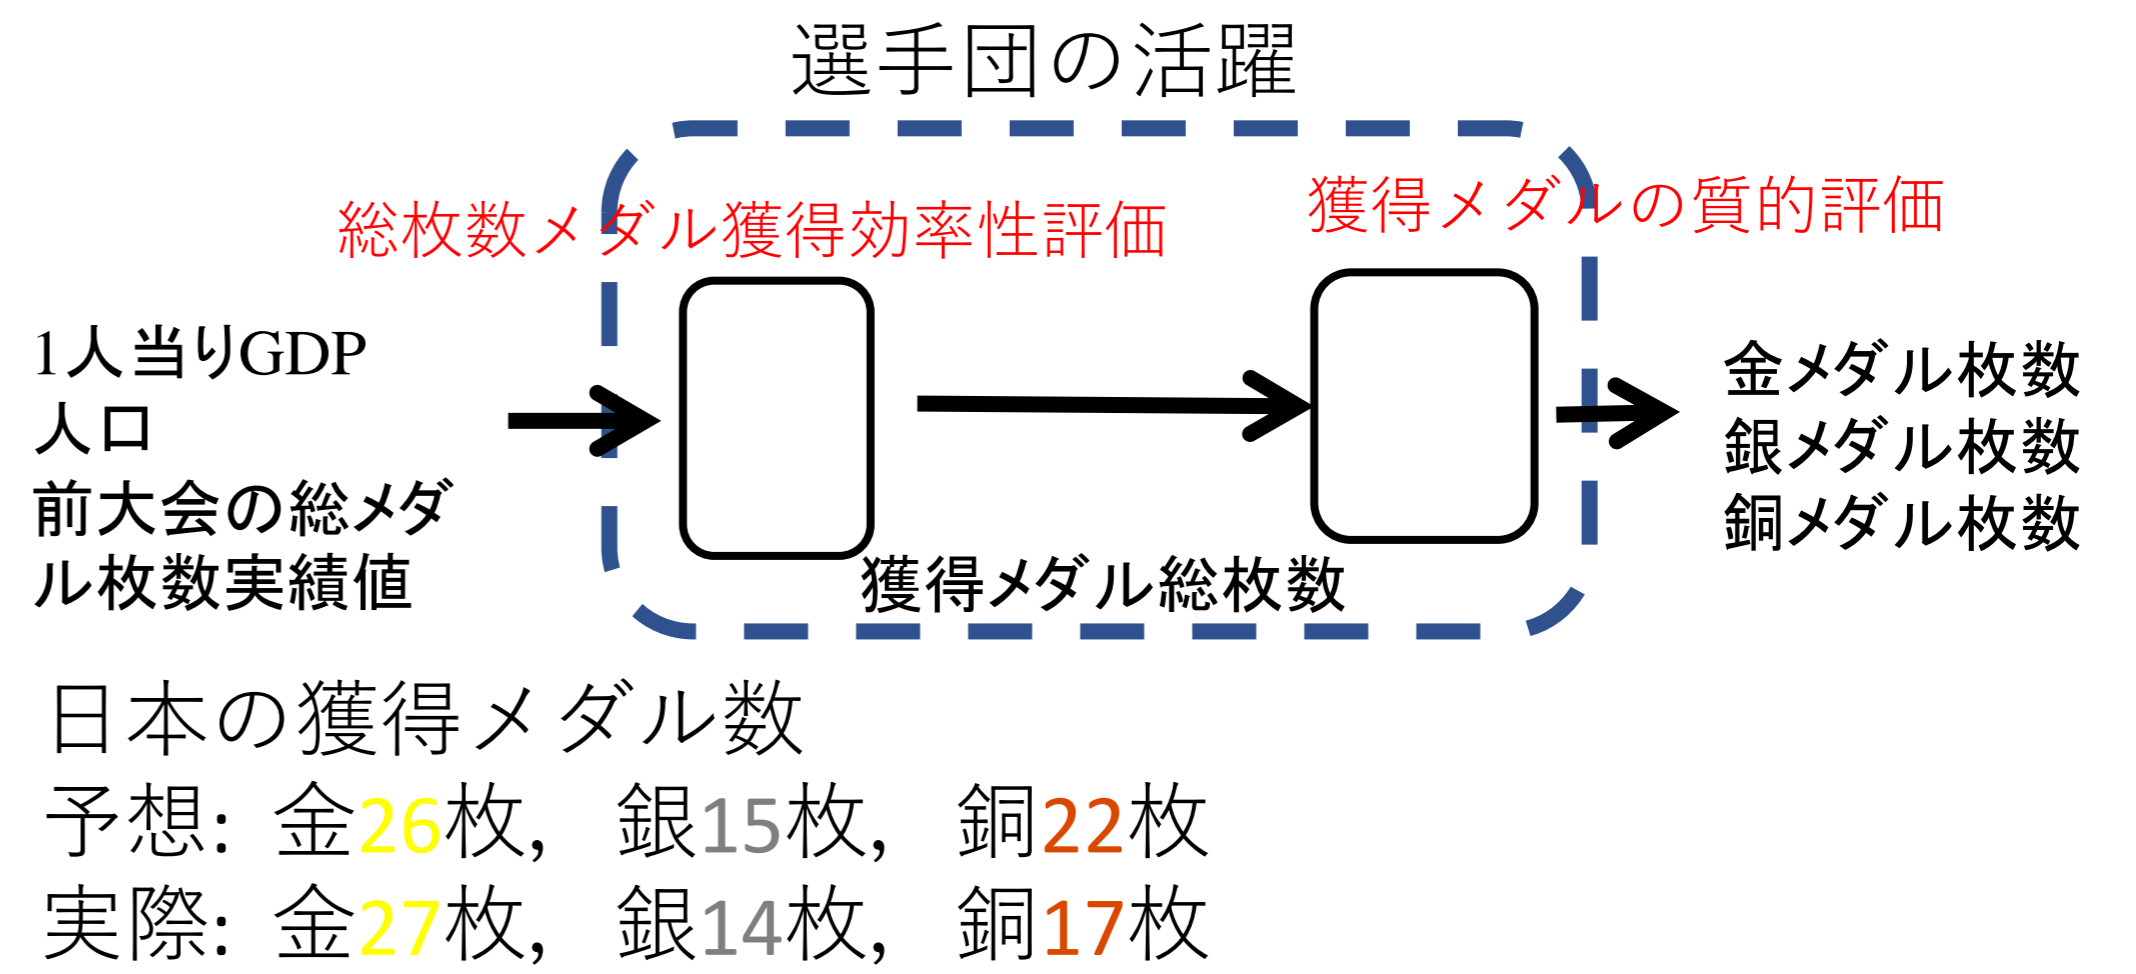 選手団の活躍
総枚数メダル獲得効率性評価
獲得メダルの質的評価
1人当りGDP
人口
前大会の総メダ
ル枚数実績値
獲得メダル総枚数
金メダル枚数
銀メダル枚数
銅メダル枚数
日本の獲得メダル数
予想: 金26枚, 銀15枚, 銅22枚
実際: 金27枚, 銀14枚, 銅17枚